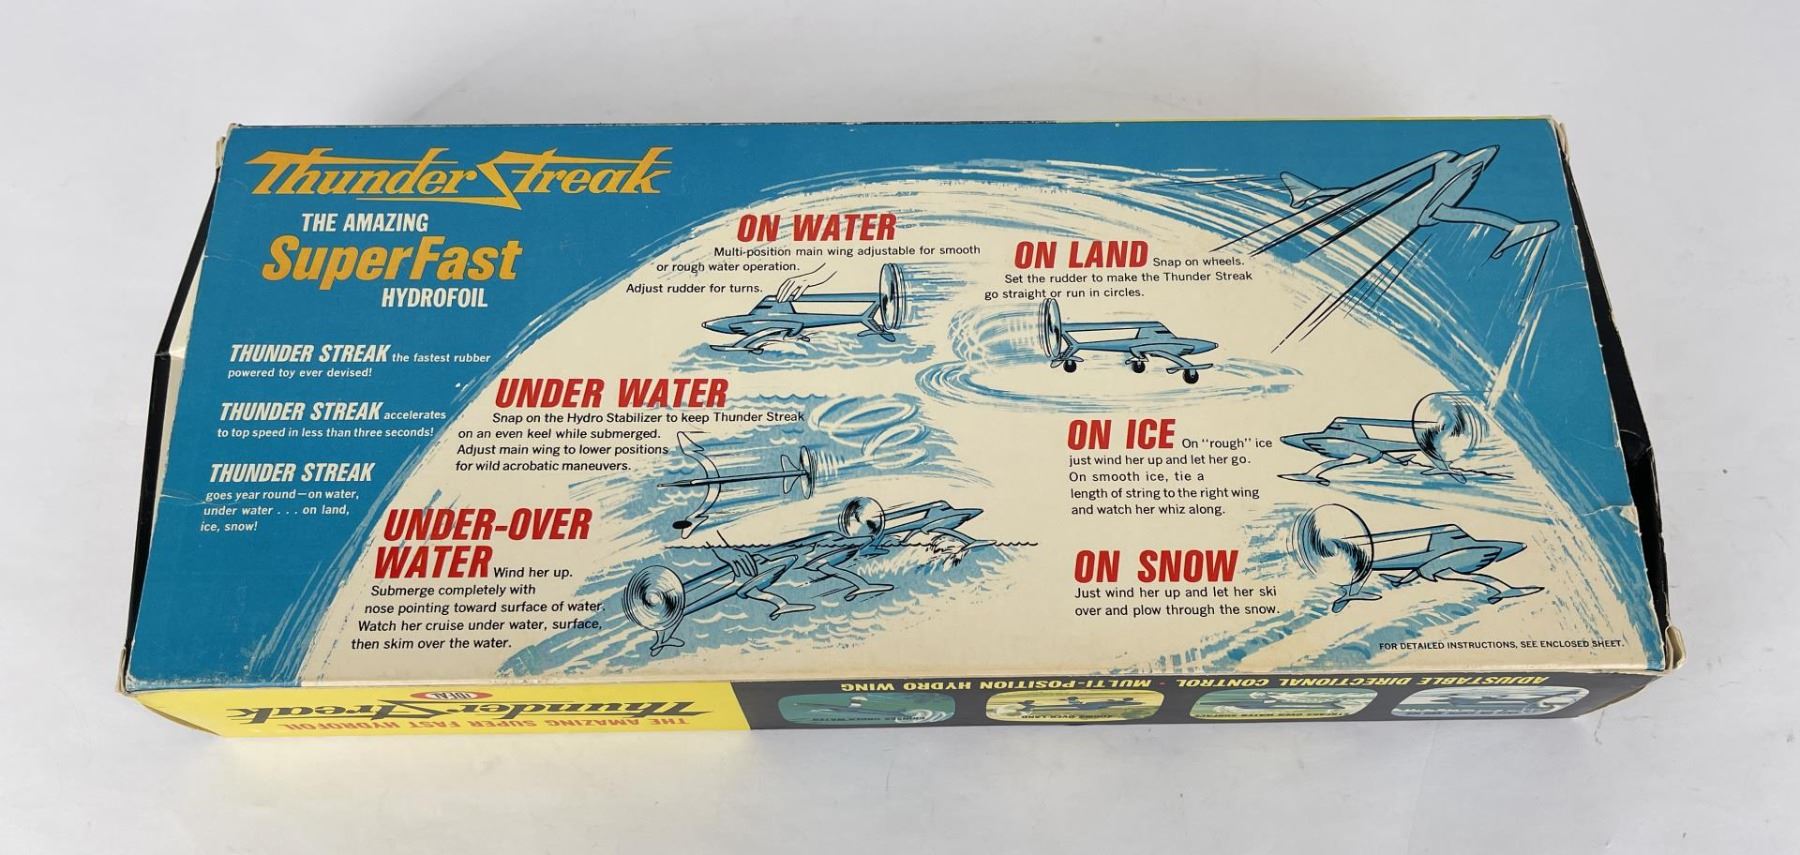 Thunder Streak
THE AMAZING
SuperFast
HYDROFOIL
THUNDER STREAK the fastest rubber
powered toy ever devised!
THUNDER STREAK accelerates
to top speed in less than three seconds!
THUNDER STREAK
goes year round—on water,
under water . . . on land,
ice, snow!
ON WATER
Multi-position main wing adjustable for smooth
or rough water operation.
Adjust rudder for turns.
ON LAND Snap on wheels.
Set the rudder to make the Thunder Streak
go straight or run in circles.
UNDER WATER
Snap on the Hydro Stabilizer to keep Thunder Streak
on an even keel while submerged.
Adjust main wing to lower positions
for wild acrobatic maneuvers.
UNDER-OVER
WATER Wind her up.
Submerge completely with
nose pointing toward surface of water.
Watch her cruise under water, surface,
then skim over the water.
ON ICE On "rough" ice
just wind her up and let her go.
On smooth ice, tie a
length of string to the right wing
and watch her whiz along.
ON SNOW
Just wind her up and let her ski
over and plow through the snow.
FOR DETAILED INSTRUCTIONS, SEE ENCLOSED SHEET.
ADJUSTABLE DIRECTIONAL CONTROL · MULTI-POSITION HYDRO WING
IDEAL
Thunder Streak
THE AMAZING SUPER FAST HYDROFOIL